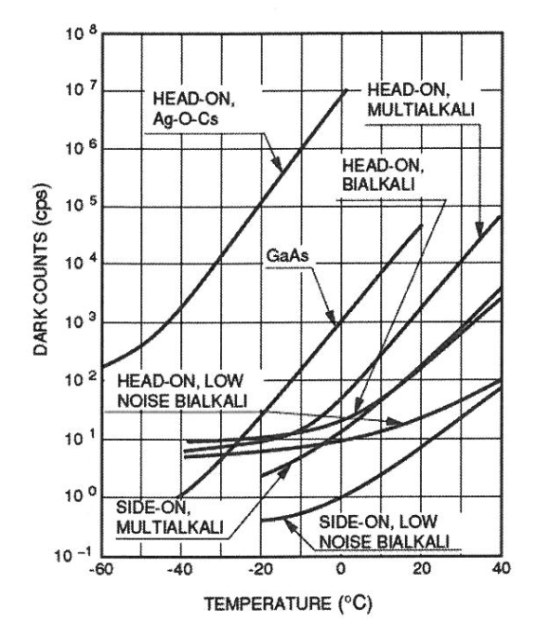 10 8
10 7
10 6
10 5
10 4
10 3
10 2
10 1
10 0
10 -1
DARK COUNTS (cps)
HEAD-ON,
Ag-O-Cs
HEAD-ON,
MULTIALKALI
HEAD-ON,
BIALKALI
GaAs
HEAD-ON, LOW
NOISE BIALKALI
SIDE-ON,
MULTIALKALI
SIDE-ON, LOW
NOISE BIALKALI
-60 -40 -20 0 20 40
TEMPERATURE (°C)